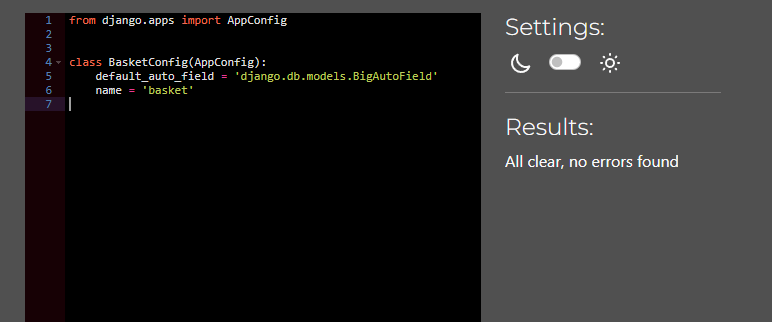 1 from django.apps import AppConfig
2
3
4 class BasketConfig(AppConfig):
5     default_auto_field = 'django.db.models.BigAutoField'
6     name = 'basket'
7
Settings:
Results:
All clear, no errors found